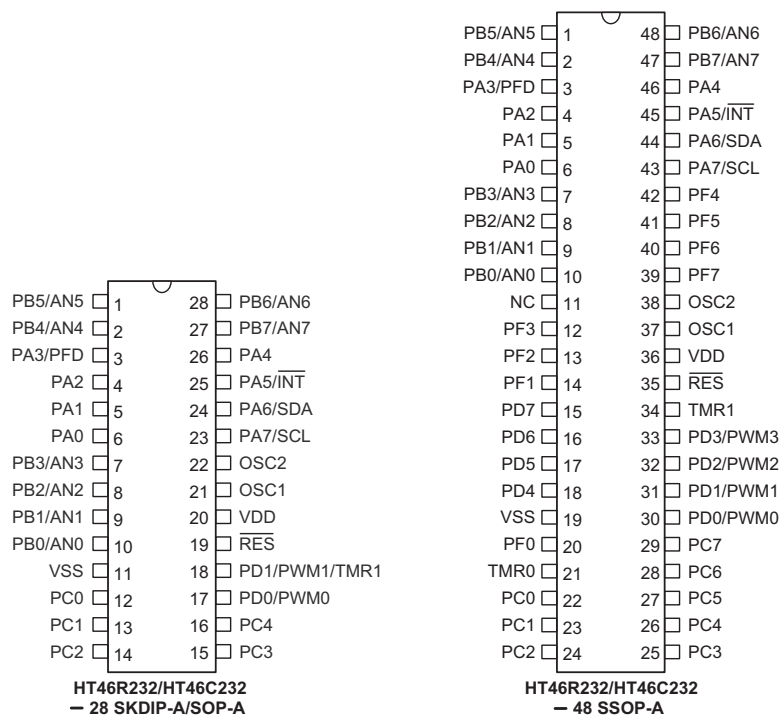 PB5/AN5 1 28 PB6/AN6
PB4/AN4 2 27 PB7/AN7
PA3/PFD 3 26 PA4
PA2 4 25 PA5/I̅N̅T̅
PA1 5 24 PA6/SDA
PA0 6 23 PA7/SCL
PB3/AN3 7 22 OSC2
PB2/AN2 8 21 OSC1
PB1/AN1 9 20 VDD
PB0/AN0 10 19 R̅E̅S̅
VSS 11 18 PD1/PWM1/TMR1
PC0 12 17 PD0/PWM0
PC1 13 16 PC4
PC2 14 15 PC3
HT46R232/HT46C232
– 28 SKDIP-A/SOP-A
PB5/AN5 1 48 PB6/AN6
PB4/AN4 2 47 PB7/AN7
PA3/PFD 3 46 PA4
PA2 4 45 PA5/I̅N̅T̅
PA1 5 44 PA6/SDA
PA0 6 43 PA7/SCL
PB3/AN3 7 42 PF4
PB2/AN2 8 41 PF5
PB1/AN1 9 40 PF6
PB0/AN0 10 39 PF7
NC 11 38 OSC2
PF3 12 37 OSC1
PF2 13 36 VDD
PF1 14 35 R̅E̅S̅
PD7 15 34 TMR1
PD6 16 33 PD3/PWM3
PD5 17 32 PD2/PWM2
PD4 18 31 PD1/PWM1
VSS 19 30 PD0/PWM0
PF0 20 29 PC7
TMR0 21 28 PC6
PC0 22 27 PC5
PC1 23 26 PC4
PC2 24 25 PC3
HT46R232/HT46C232
– 48 SSOP-A